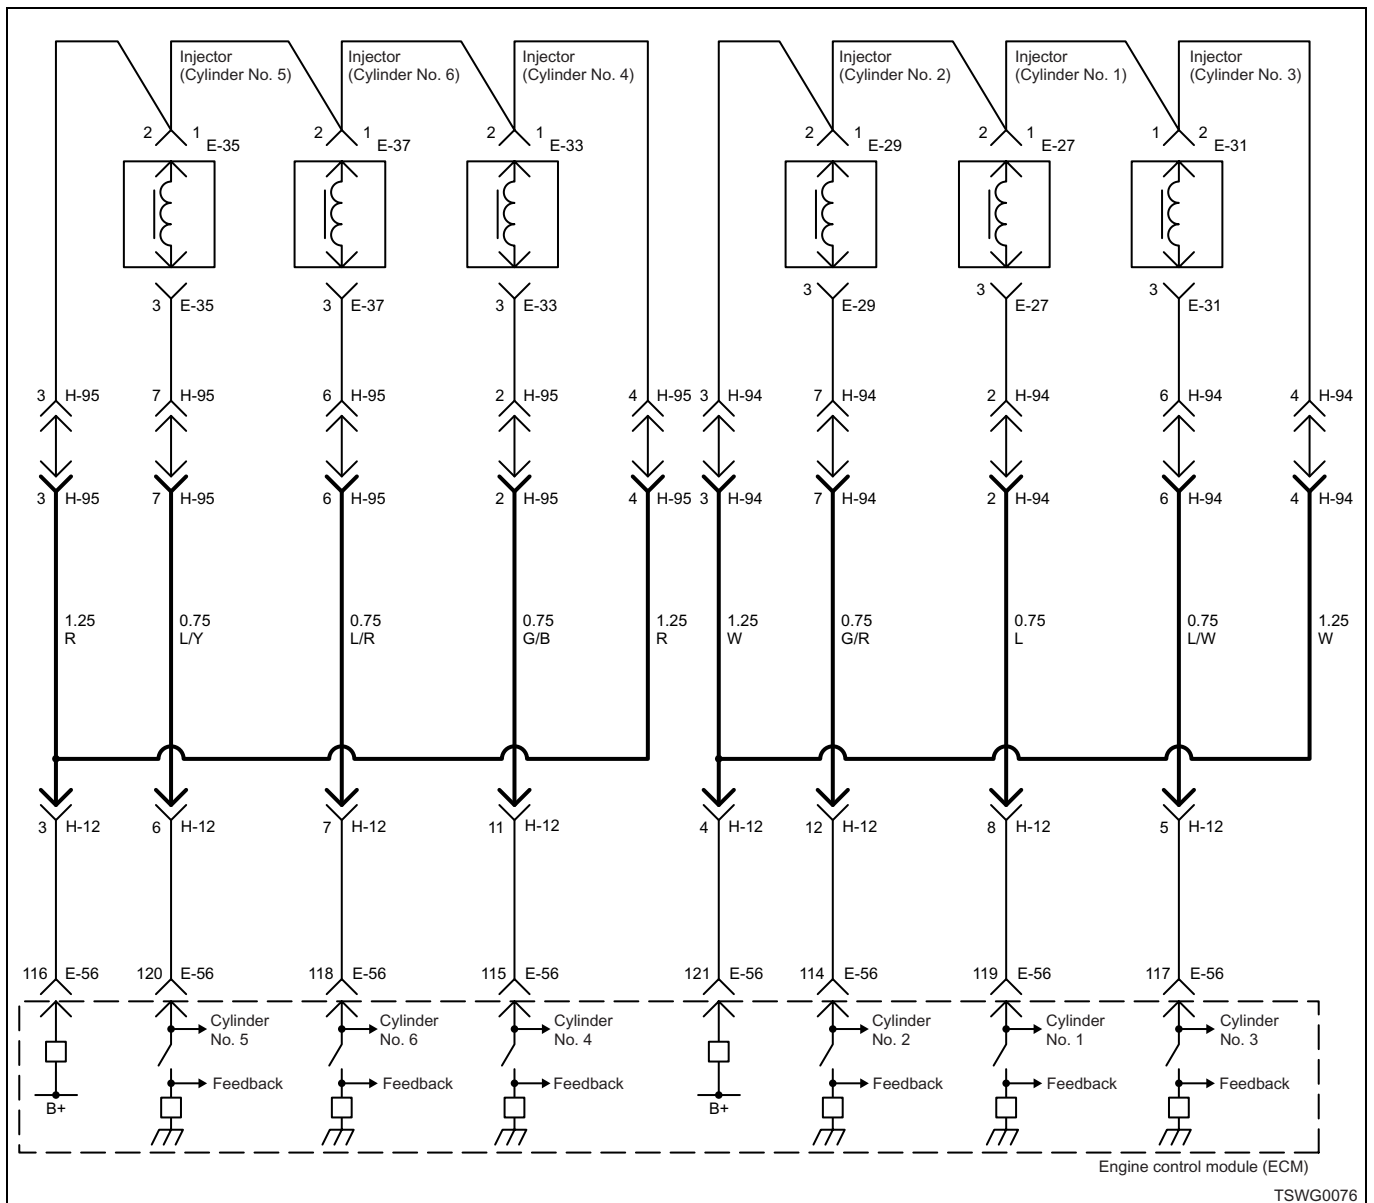 Injector
(Cylinder No. 5)
Injector
(Cylinder No. 6)
Injector
(Cylinder No. 4)
Injector
(Cylinder No. 2)
Injector
(Cylinder No. 1)
Injector
(Cylinder No. 3)
2 1 E-35
2 1 E-37
2 1 E-33
2 1 E-29
2 1 E-27
1 2 E-31
3 E-35
3 E-37
3 E-33
3 E-29
3 E-27
3 E-31
3 H-95
7 H-95
6 H-95
2 H-95
4 H-95
3 H-94
7 H-94
2 H-94
6 H-94
4 H-94
3 H-95
7 H-95
6 H-95
2 H-95
4 H-95
3 H-94
7 H-94
2 H-94
6 H-94
4 H-94
1.25
R
0.75
L/Y
0.75
L/R
0.75
G/B
1.25
R
1.25
W
0.75
G/R
0.75
L
0.75
L/W
1.25
W
3 H-12
6 H-12
7 H-12
11 H-12
4 H-12
12 H-12
8 H-12
5 H-12
116 E-56
120 E-56
118 E-56
115 E-56
121 E-56
114 E-56
119 E-56
117 E-56
Cylinder
No. 5
Cylinder
No. 6
Cylinder
No. 4
Cylinder
No. 2
Cylinder
No. 1
Cylinder
No. 3
Feedback
Feedback
Feedback
Feedback
Feedback
Feedback
B+
B+
Engine control module (ECM)
TSWG0076